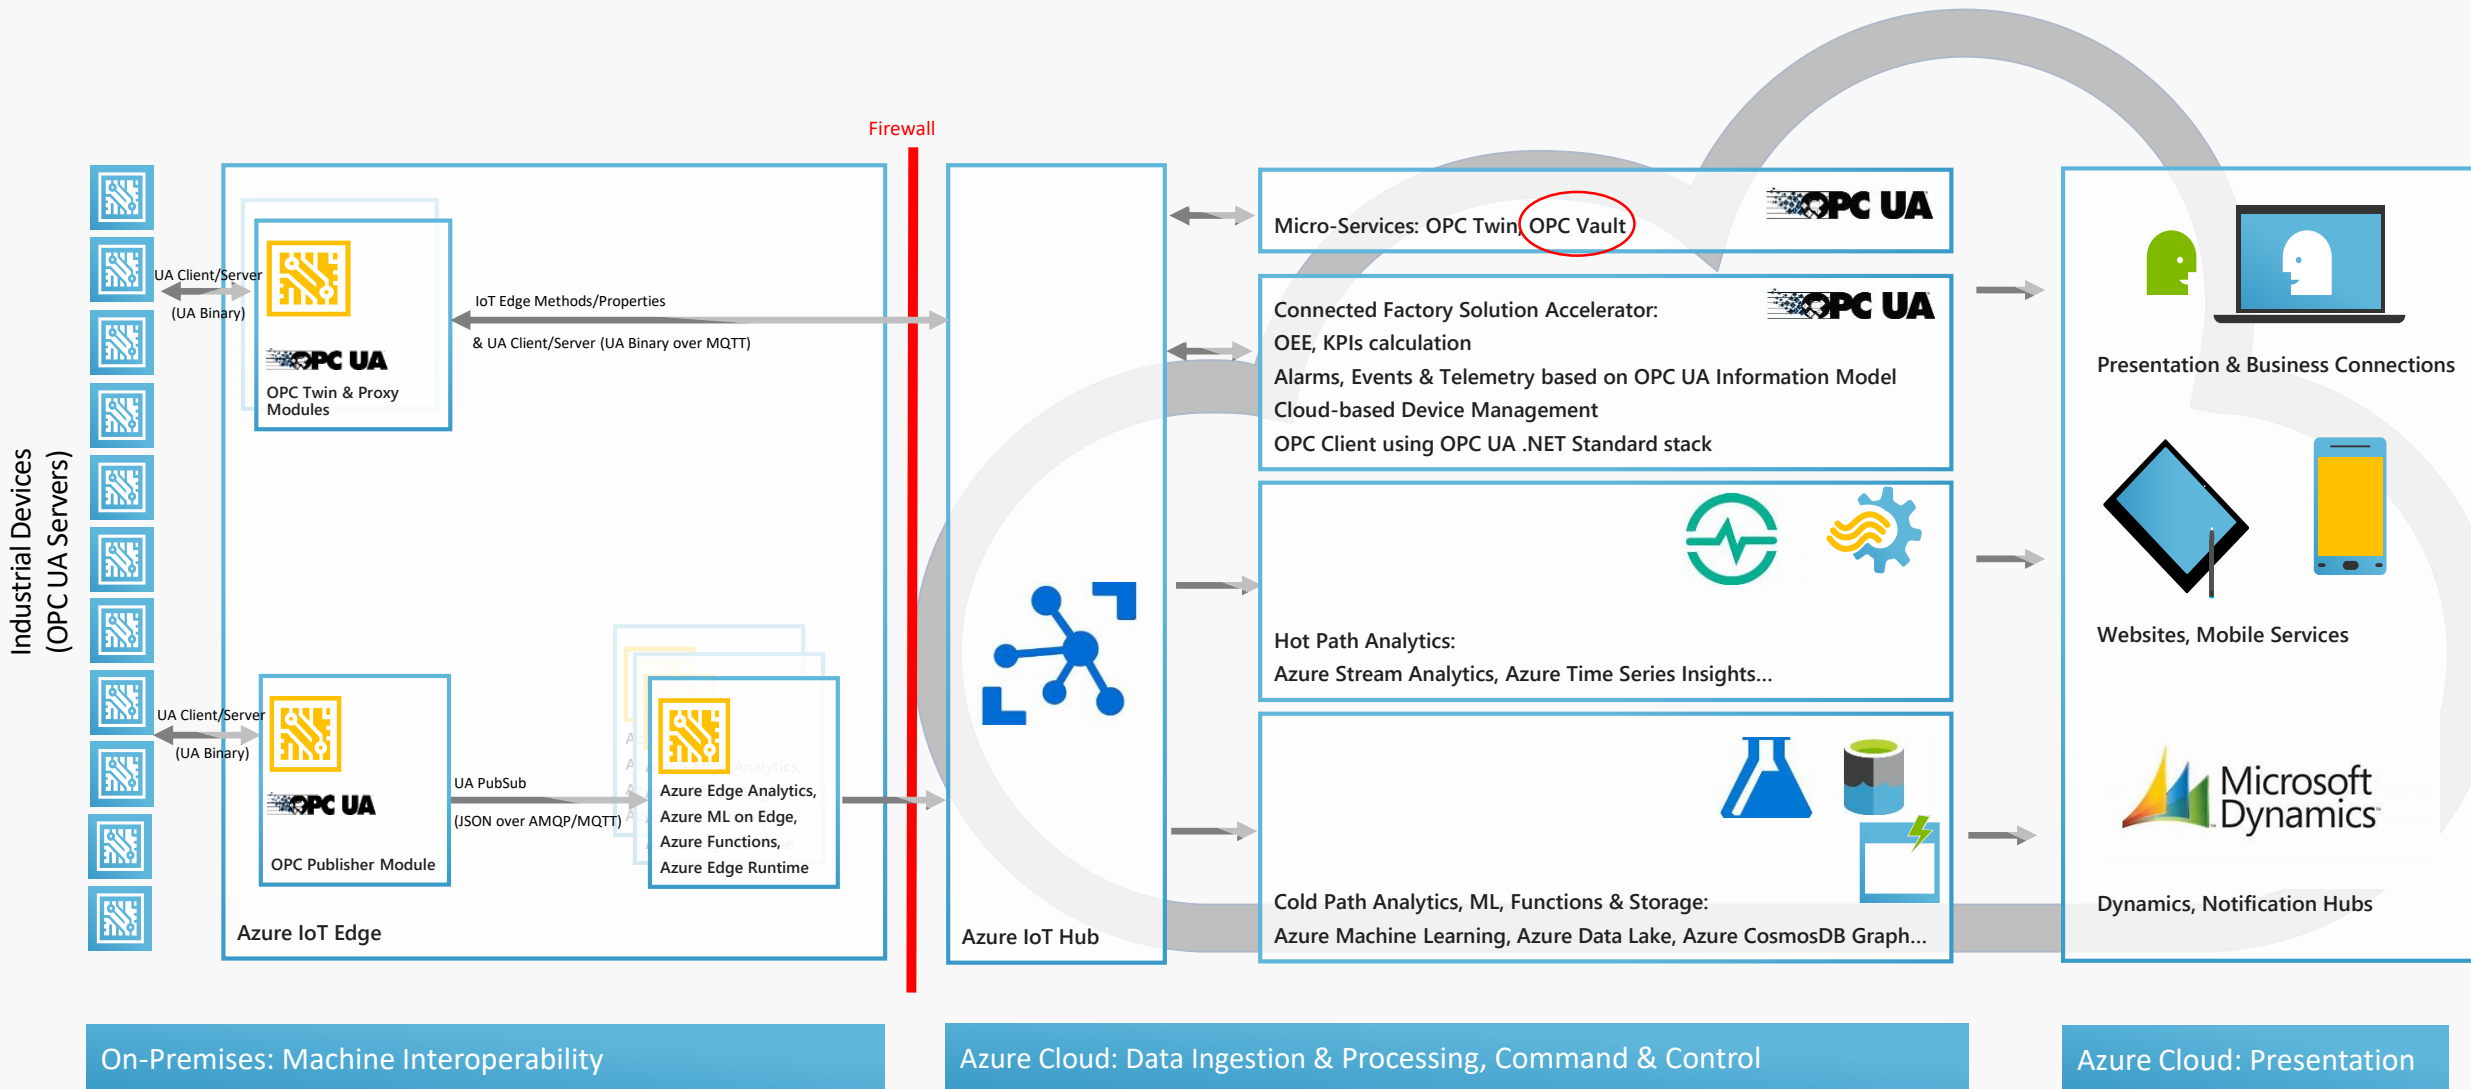 Firewall
Industrial Devices
(OPC UA Servers)
UA Client/Server
(UA Binary)
OPC UA
OPC Twin & Proxy
Modules
IoT Edge Methods/Properties
& UA Client/Server (UA Binary over MQTT)
UA Client/Server
(UA Binary)
OPC UA
OPC Publisher Module
UA PubSub
(JSON over AMQP/MQTT)
Azure Edge Analytics,
Azure ML on Edge,
Azure Functions,
Azure Edge Runtime
Azure IoT Edge
Azure IoT Hub
Micro-Services: OPC Twin, OPC Vault
OPC UA
Connected Factory Solution Accelerator:
OPC UA
OEE, KPIs calculation
Alarms, Events & Telemetry based on OPC UA Information Model
Cloud-based Device Management
OPC Client using OPC UA .NET Standard stack
Hot Path Analytics:
Azure Stream Analytics, Azure Time Series Insights...
Cold Path Analytics, ML, Functions & Storage:
Azure Machine Learning, Azure Data Lake, Azure CosmosDB Graph...
Presentation & Business Connections
Websites, Mobile Services
Microsoft
Dynamics
Dynamics, Notification Hubs
On-Premises: Machine Interoperability
Azure Cloud: Data Ingestion & Processing, Command & Control
Azure Cloud: Presentation